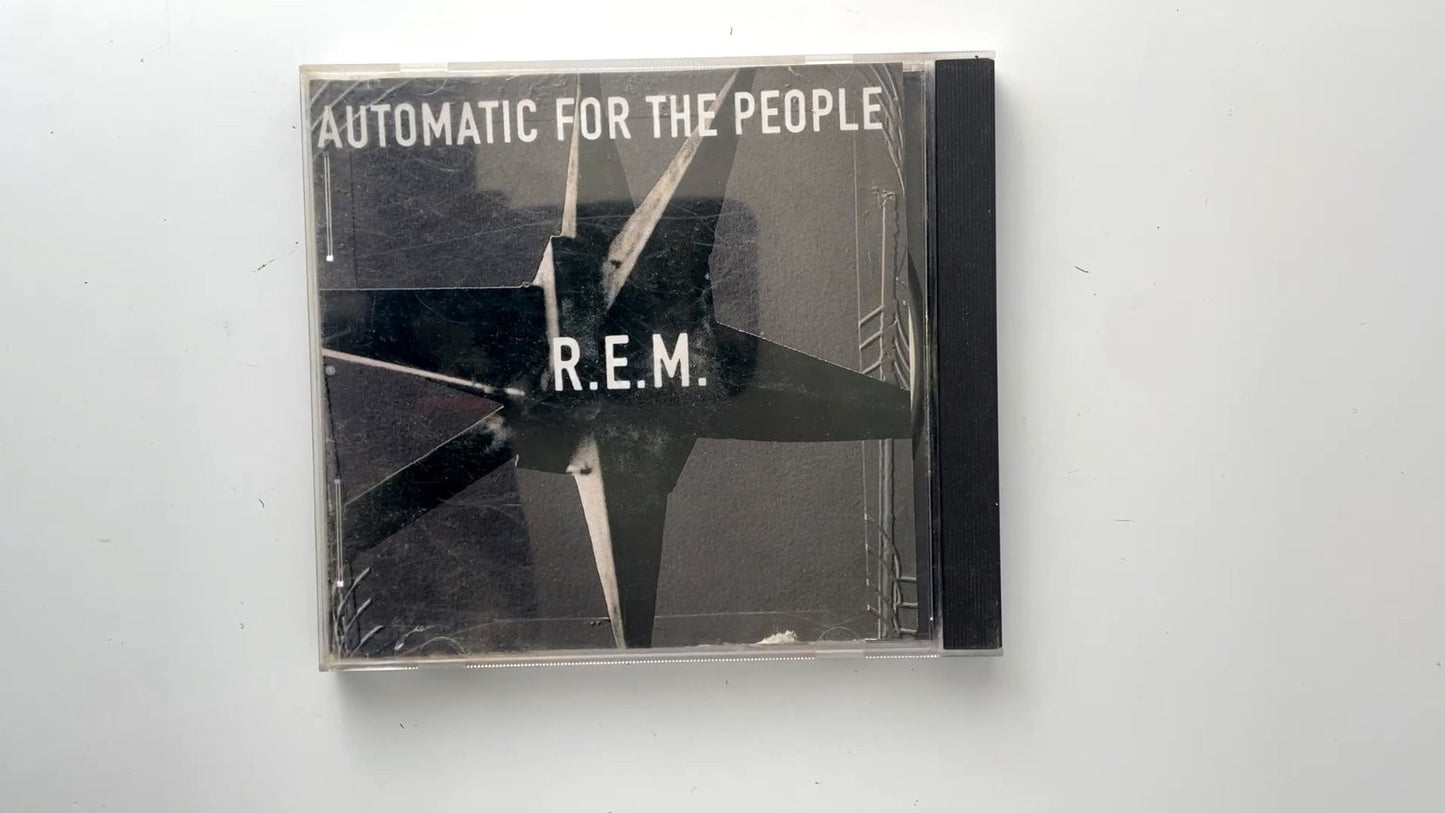 AUTOMATIC FOR THE PEOPLE
R.E.M.